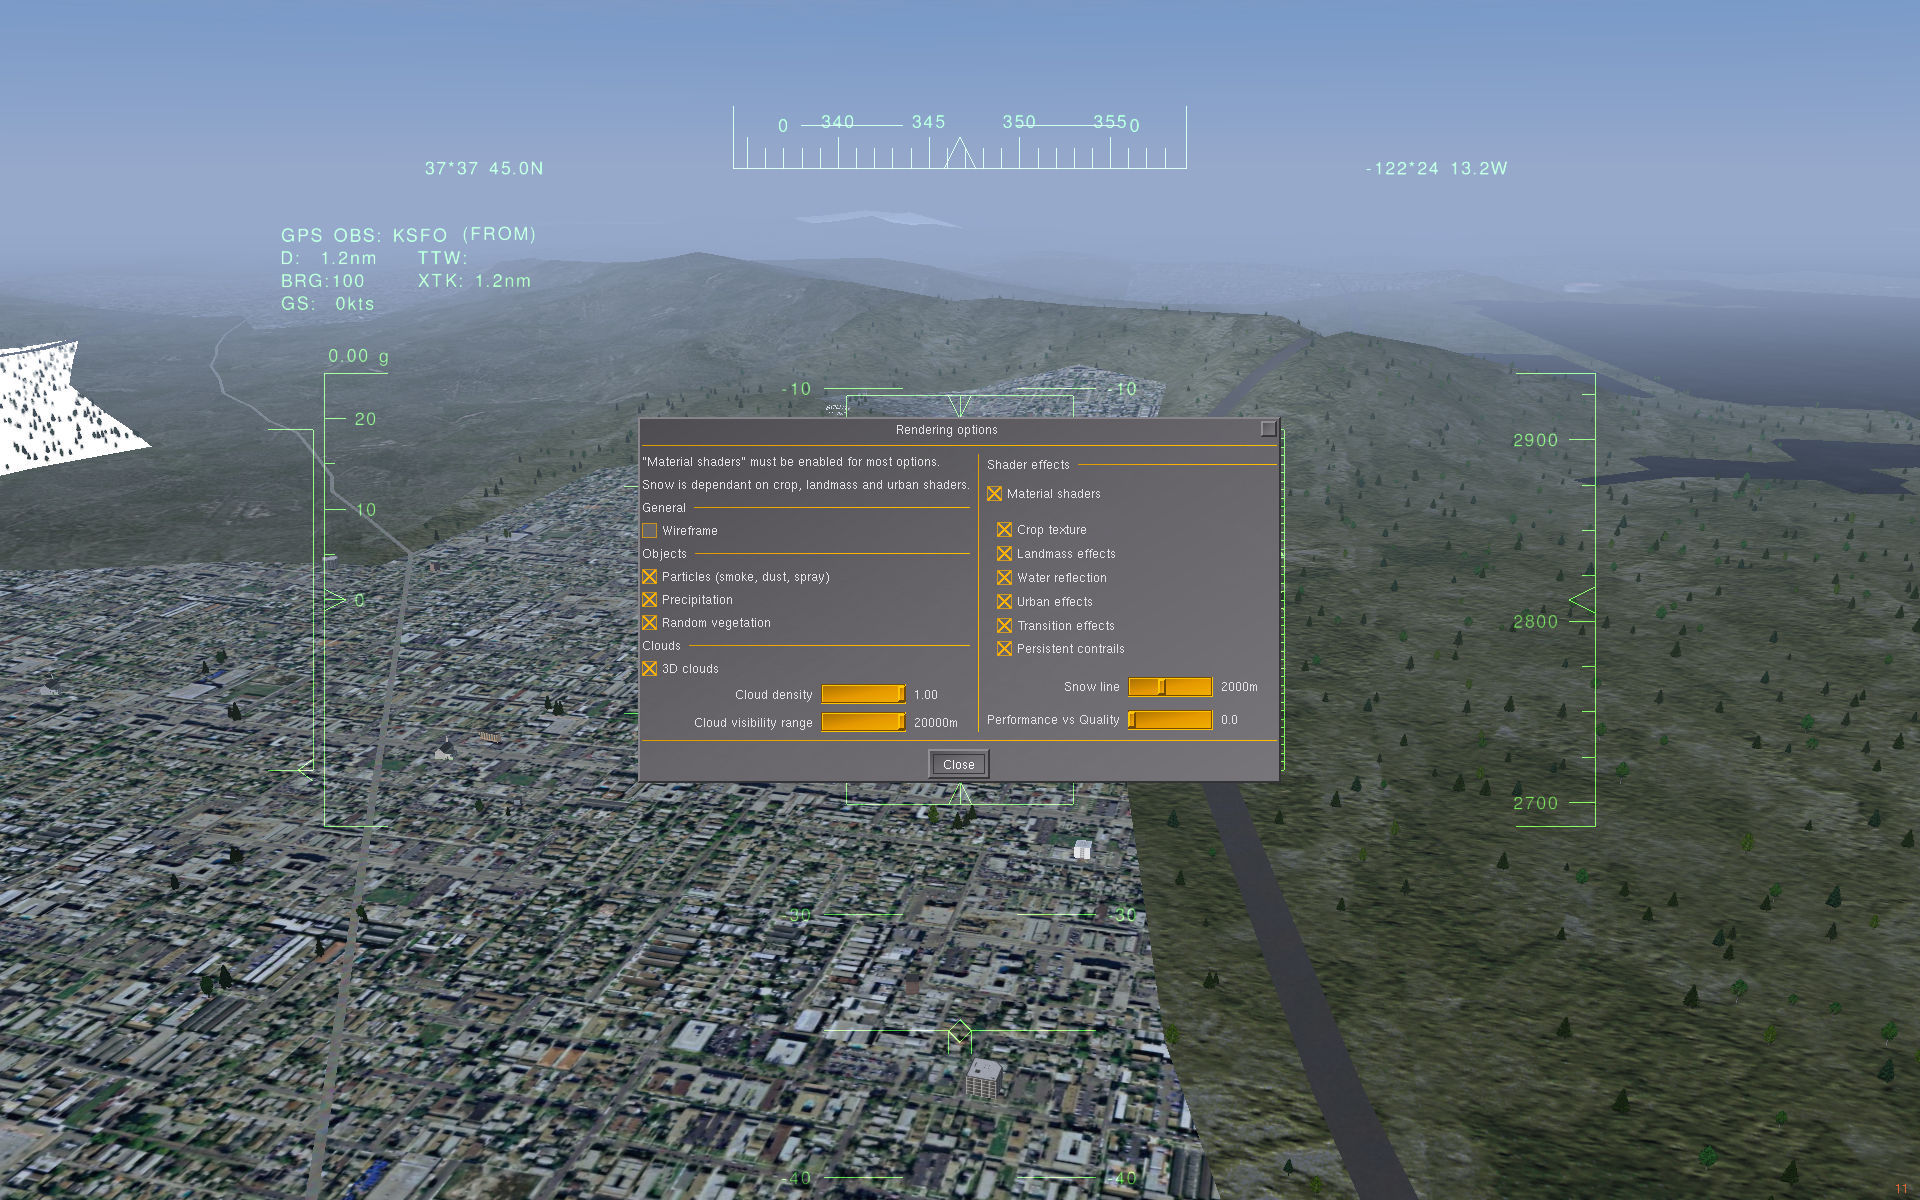 0 340 345 350 355 0
37*37 45.0N
-122*24 13.2W
GPS OBS: KSFO (FROM)
D: 1.2nm TTW:
BRG:100 XTK: 1.2nm
GS: 0kts
0.00 g
20
10
0
-10 -10
Rendering options
"Material shaders" must be enabled for most options.
Snow is dependant on crop, landmass and urban shaders.
General
Wireframe
Objects
Particles (smoke, dust, spray)
Precipitation
Random vegetation
Clouds
3D clouds
Cloud density 1.00
Cloud visibility range 20000m
Shader effects
Material shaders
Crop texture
Landmass effects
Water reflection
Urban effects
Transition effects
Persistent contrails
Snow line 2000m
Performance vs Quality 0.0
Close
2900
2800
2700
-30 -30
-40 -40
11